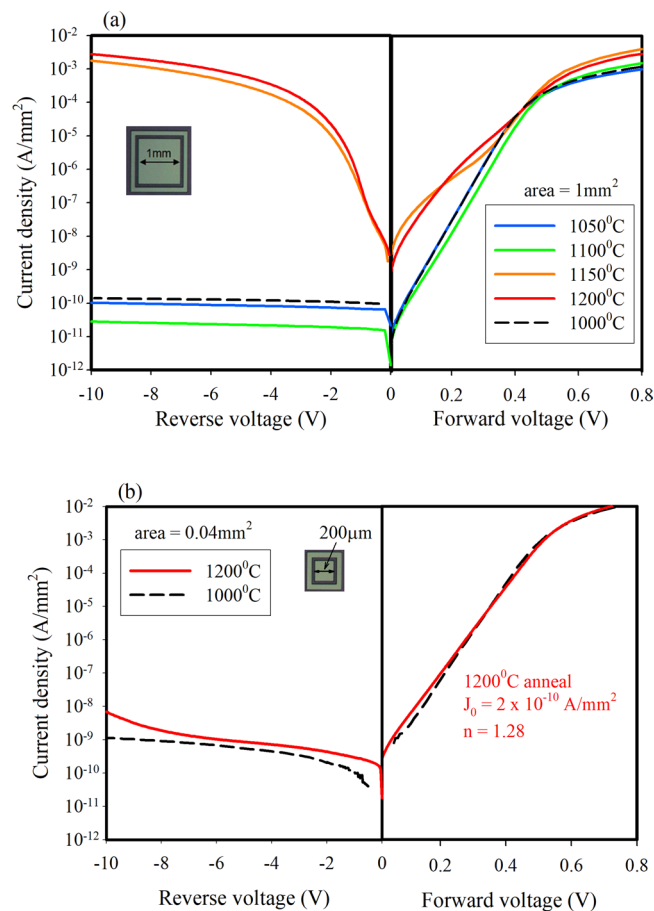 (a)
10⁻²
10⁻³
10⁻⁴
10⁻⁵
10⁻⁶
10⁻⁷
10⁻⁸
10⁻⁹
10⁻¹⁰
10⁻¹¹
10⁻¹²
Current density (A/mm²)
1mm
area = 1mm²
1050⁰C
1100⁰C
1150⁰C
1200⁰C
1000⁰C
-10 -8 -6 -4 -2 0 0.2 0.4 0.6 0.8
Reverse voltage (V) Forward voltage (V)
(b)
10⁻²
10⁻³
10⁻⁴
10⁻⁵
10⁻⁶
10⁻⁷
10⁻⁸
10⁻⁹
10⁻¹⁰
10⁻¹¹
10⁻¹²
Current density (A/mm²)
area = 0.04mm²
1200⁰C
1000⁰C
200µm
1200⁰C anneal
J₀ = 2 x 10⁻¹⁰ A/mm²
n = 1.28
-10 -8 -6 -4 -2 0 0.2 0.4 0.6 0.8
Reverse voltage (V) Forward voltage (V)